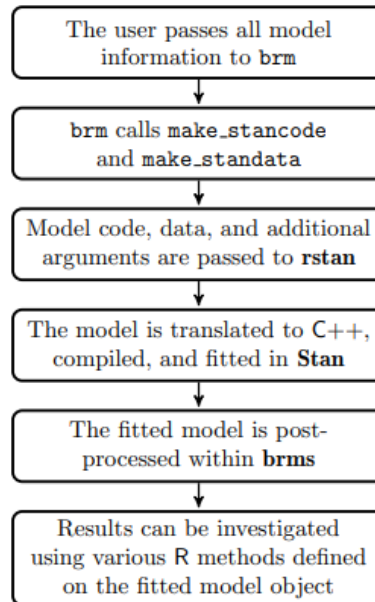 The user passes all model
information to brm
brm calls make_stancode
and make_standata
Model code, data, and additional
arguments are passed to rstan
The model is translated to C++,
compiled, and fitted in Stan
The fitted model is post-
processed within brms
Results can be investigated
using various R methods defined
on the fitted model object